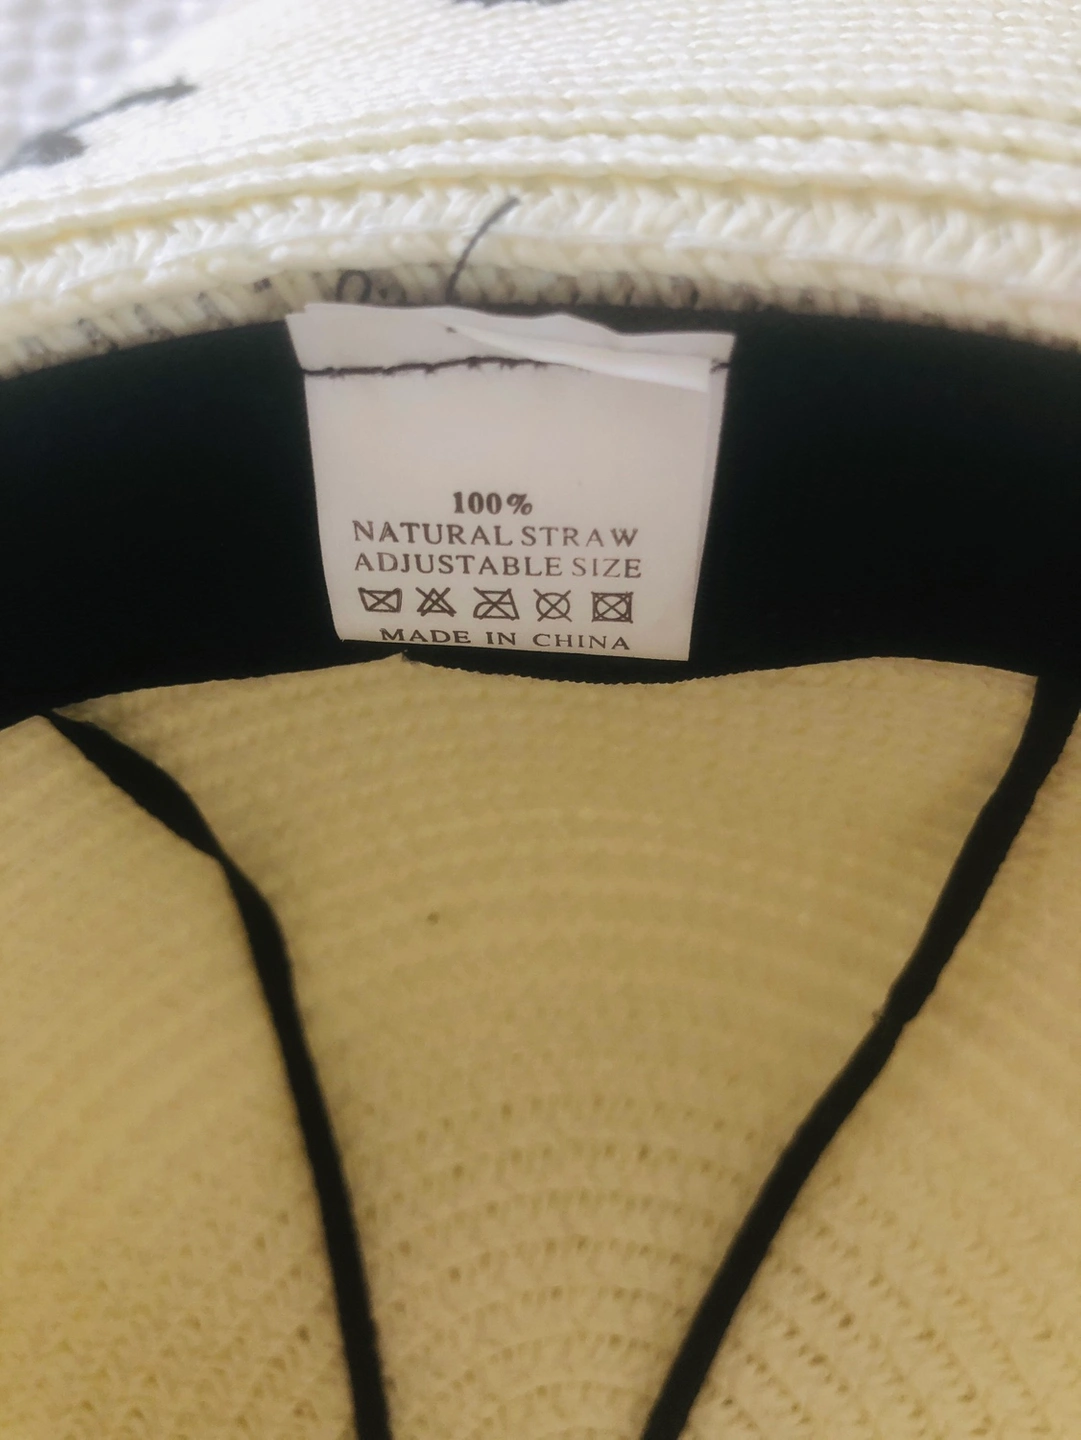 100%
NATURAL STRAW
ADJUSTABLE SIZE
MADE IN CHINA